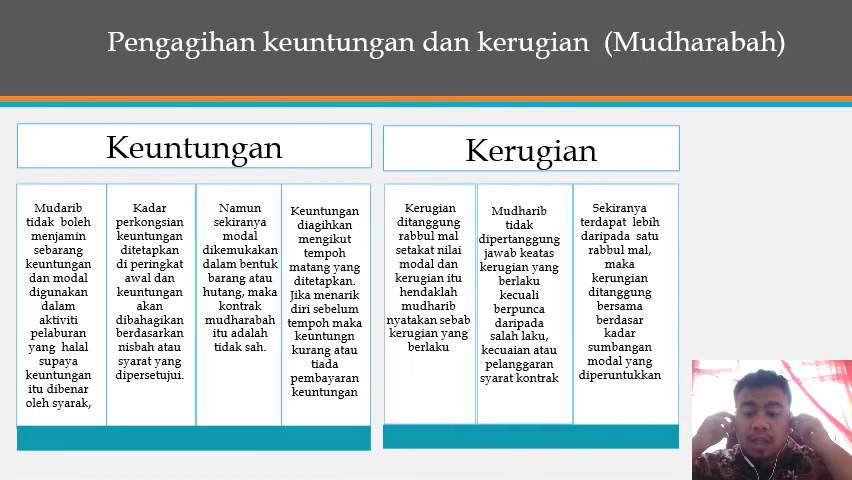 Pengagihan keuntungan dan kerugian (Mudharabah)
Keuntungan
Mudarib
tidak boleh
menjamin
sebarang
keuntungan
dan modal
digunakan
dalam
aktiviti
pelaburan
yang halal
supaya
keuntungan
itu dibenar
oleh syarak,
Kadar
perkongsian
keuntungan
ditetapkan
di peringkat
awal dan
keuntungan
akan
dibahagikan
berdasarkan
nisbah atau
syarat yang
dipersetujui.
Namun
sekiranya
modal
dikemukakan
dalam bentuk
barang atau
hutang, maka
kontrak
mudharabah
itu adalah
tidak sah.
Keuntungan
diagihkan
mengikut
tempoh
matang yang
ditetapkan.
Jika menarik
diri sebelum
tempoh maka
keuntungn
kurang atau
tiada
pembayaran
keuntungan
Kerugian
Kerugian
ditanggung
rabbul mal
setakat nilai
modal dan
kerugian itu
hendaklah
mudharib
nyatakan sebab
kerugian yang
berlaku
Mudharib
tidak
dipertanggung
jawab keatas
kerugian yang
berlaku
kecuali
berpunca
daripada
salah laku,
kecuaian atau
pelanggaran
syarat kontrak
Sekiranya
terdapat lebih
daripada satu
rabbul mal,
maka
kerungian
ditanggung
bersama
berdasar
kadar
sumbangan
modal yang
diperuntukkan